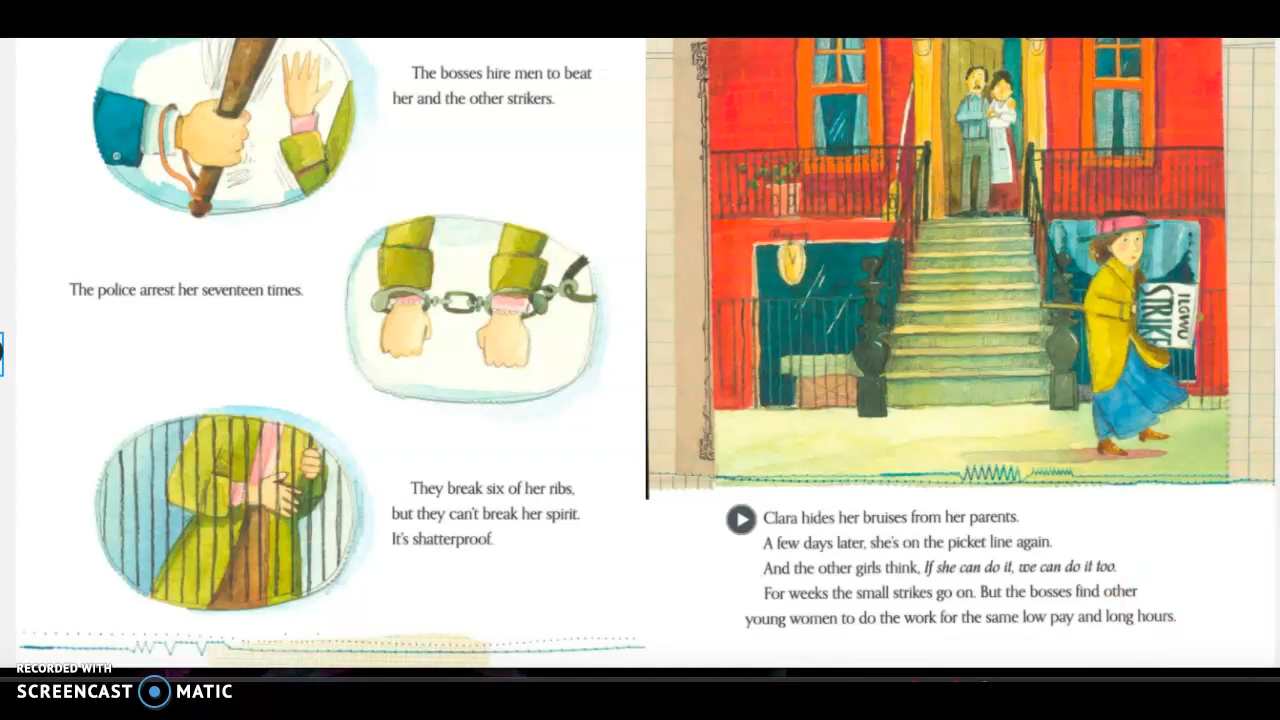 The bosses hire men to beat
her and the other strikers.
The police arrest her seventeen times.
They break six of her ribs,
but they can't break her spirit.
It's shatterproof.
ILGWU
STRIKE
Clara hides her bruises from her parents.
A few days later, she's on the picket line again.
And the other girls think, If she can do it, we can do it too.
For weeks the small strikes go on. But the bosses find other
young women to do the work for the same low pay and long hours.
RECORDED WITH
SCREENCAST MATIC